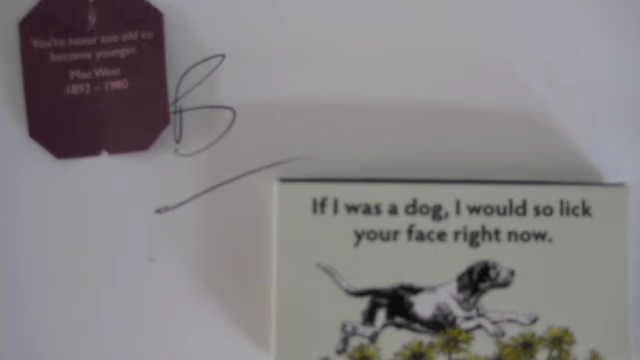 You're never too old to
become younger.
Mae West
1892 - 1980
B
If I was a dog, I would so lick
your face right now.